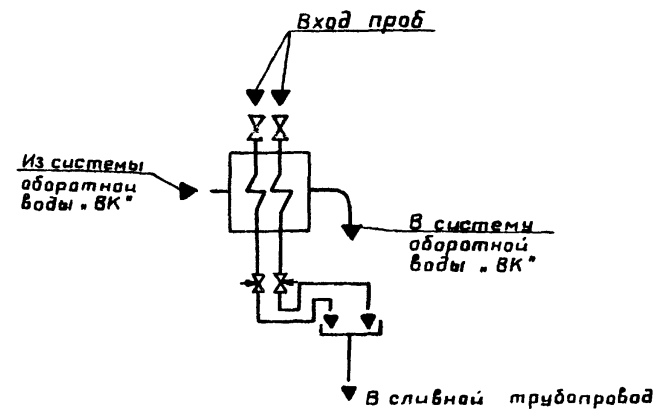 Вход проб
Из системы
оборотной
воды „ВК"
В систему
оборотной
воды „ВК"
В сливной трубопровод